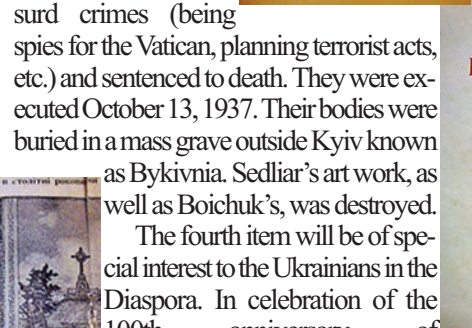 surd crimes (being
spies for the Vatican, planning terrorist acts,
etc.) and sentenced to death. They were ex-
ecuted October 13, 1937. Their bodies were
buried in a mass grave outside Kyiv known
as Bykivnia. Sedliar's art work, as
well as Boichuk's, was destroyed.
The fourth item will be of spe-
cial interest to the Ukrainians in the
Diaspora. In celebration of the
100th anniversary of
в столітні роковини